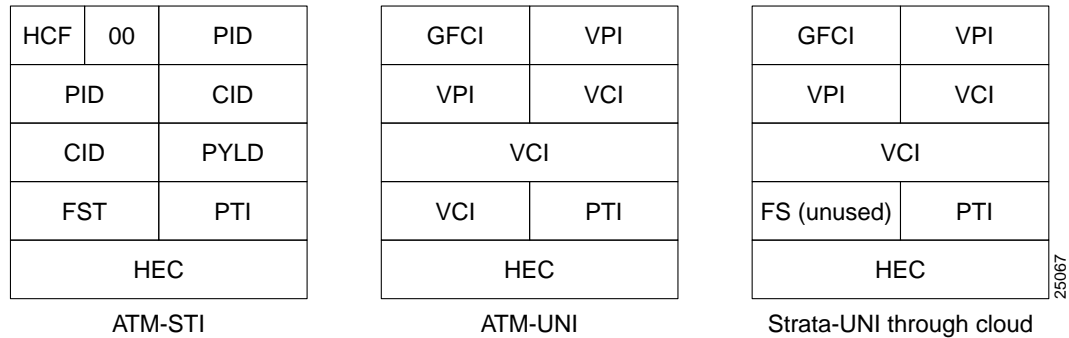 HCF 00 PID
PID CID
CID PYLD
FST PTI
HEC
ATM-STI
GFCI VPI
VPI VCI
VCI
VCI PTI
HEC
ATM-UNI
GFCI VPI
VPI VCI
VCI
FS (unused) PTI
HEC
Strata-UNI through cloud
25067